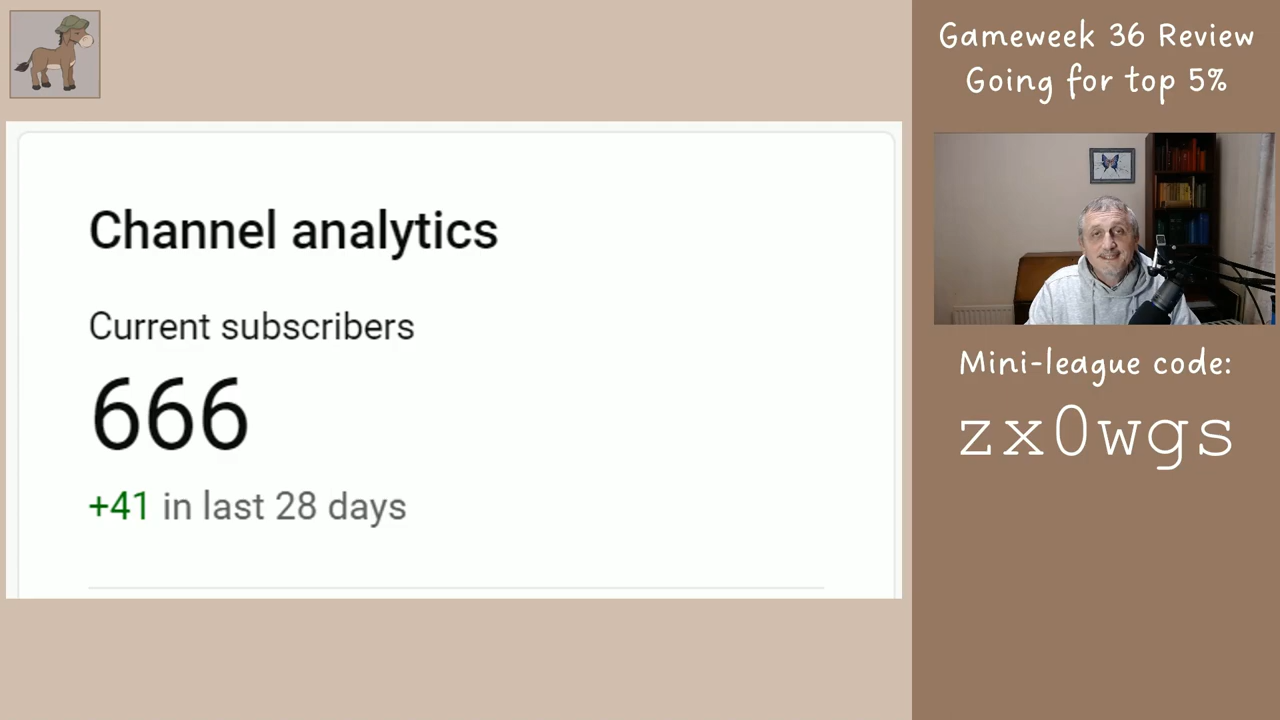 Gameweek 36 Review
Going for top 5%
Channel analytics
Current subscribers
666
+41 in last 28 days
Mini-league code:
zx0wgs